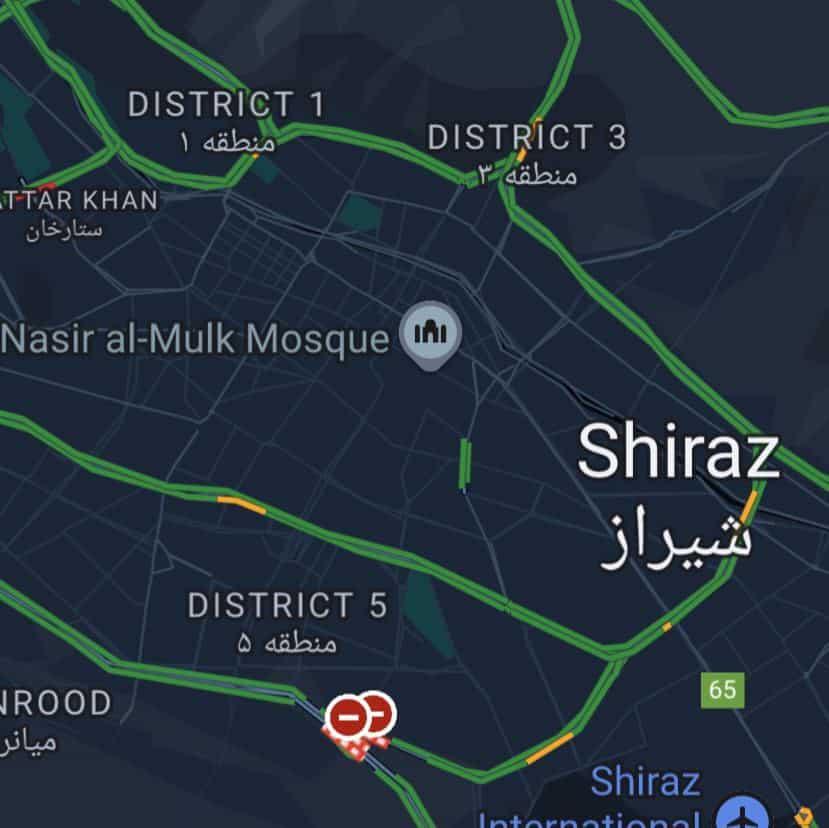 DISTRICT 1
منطقه ۱
DISTRICT 3
منطقه ۳
ATTAR KHAN
ستارخان
Nasir al-Mulk Mosque
Shiraz
شیراز
DISTRICT 5
منطقه ۵
65
NROOD
میانر
Shiraz
International